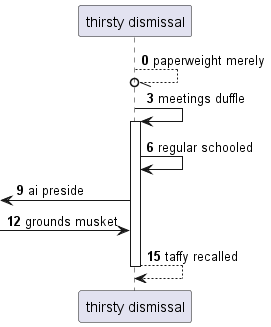 thirsty dismissal
0 paperweight merely
3 meetings duffle
6 regular schooled
9 ai preside
12 grounds musket
15 taffy recalled
thirsty dismissal